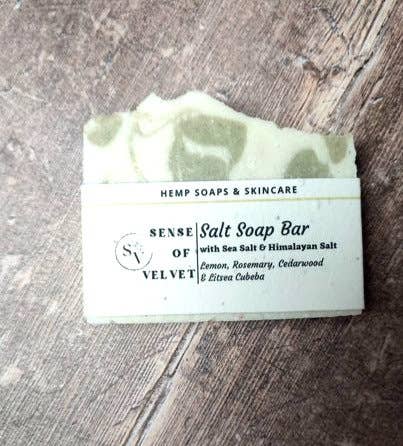 HEMP SOAPS & SKINCARE
SENSE
OF
VELVET
SV
Salt Soap Bar
with Sea Salt & Himalayan Salt
Lemon, Rosemary, Cedarwood
& Litsea Cubeba